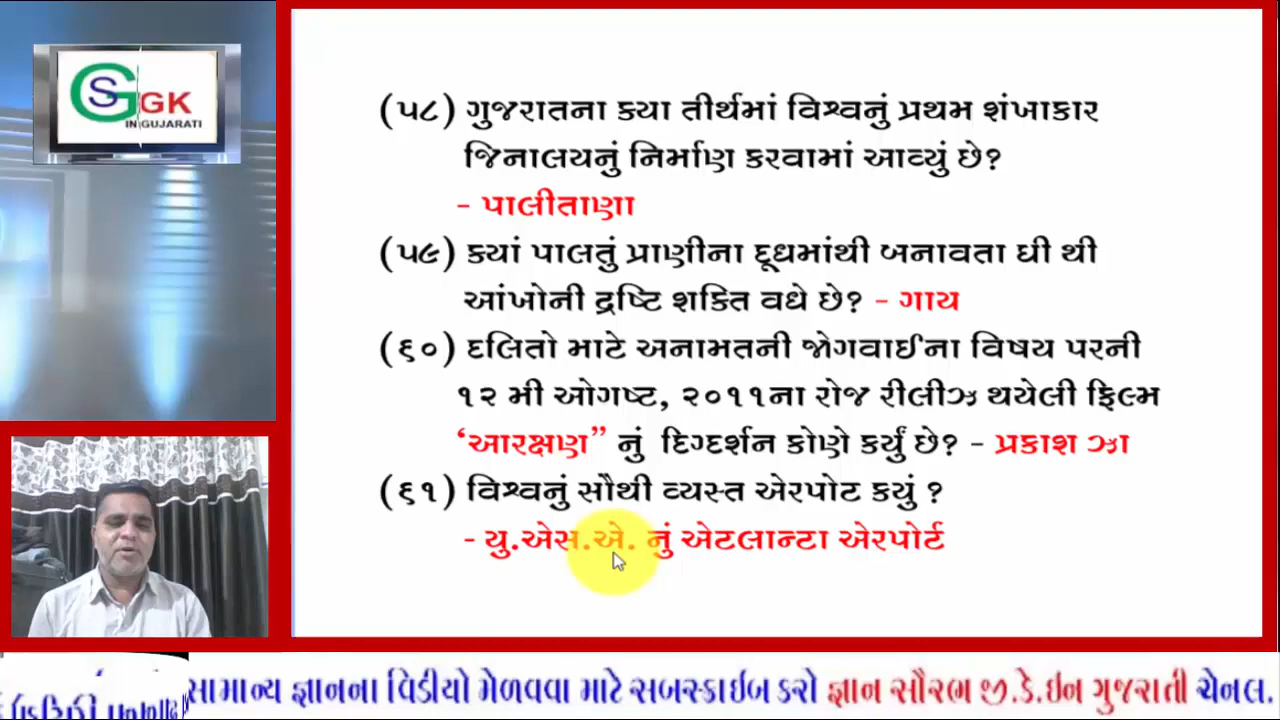 GS GK
IN GUJARATI
(૫૮) ગુજરાતના ક્યા તીર્થમાં વિશ્વનું પ્રથમ શંખાકાર
જિનાલયનું નિર્માણ કરવામાં આવ્યું છે?
- પાલીતાણા
(૫૯) ક્યાં પાલતું પ્રાણીના દૂધમાંથી બનાવતા ઘી થી
આંખોની દ્રષ્ટિ શક્તિ વધે છે? - ગાય
(૬૦) દલિતો માટે અનામતની જોગવાઈના વિષય પરની
૧૨ મી ઓગષ્ટ, ૨૦૧૧ના રોજ રીલીઝ થયેલી ફિલ્મ
‘આરક્ષણ” નું દિગ્દર્શન કોણે કર્યું છે? - પ્રકાશ ઝા
(૬૧) વિશ્વનું સૌથી વ્યસ્ત એરપોટ કયું ?
- યુ.એસ.એ. નું એટલાન્ટા એરપોર્ટ
સામાન્ય જ્ઞાનના વિડીયો મેળવવા માટે સબસ્ક્રાઇબ કરો જ્ઞાન સૌરભ જી.કે.ઇન ગુજરાતી ચેનલ.